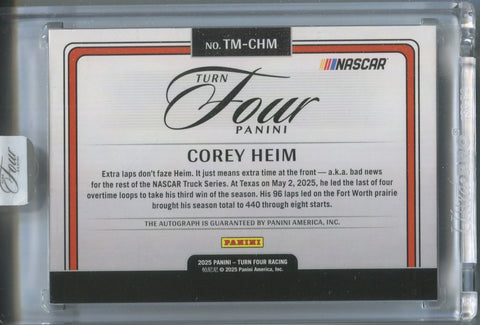 NO. TM-CHM
NASCAR
TURN
Four
PANINI
COREY HEIM
Extra laps don't faze Heim. It just means extra time at the front — a.k.a. bad news
for the rest of the NASCAR Truck Series. At Texas on May 2, 2025, he led the last of four
overtime loops to take his third win of the season. His 96 laps led on the Fort Worth prairie
brought his season total to 440 through eight starts.
THE AUTOGRAPH IS GUARANTEED BY PANINI AMERICA, INC.
PANINI
2025 PANINI – TURN FOUR RACING
© 2025 Panini America, Inc.
Four